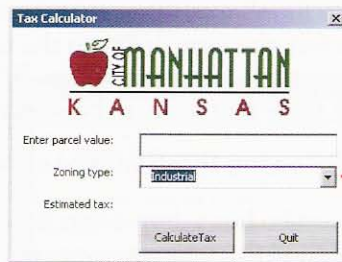 Tax Calculator
CITY OF MANHATTAN
KANSAS
Enter parcel value:
Zoning type: Industrial
Estimated tax:
CalculateTax Quit